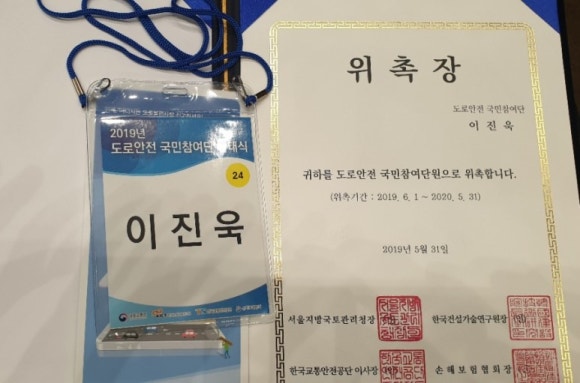 2019년
도로안전 국민참여단 대식
24
이진욱
위촉장
도로안전 국민참여단
이진욱
귀하를 도로안전 국민참여단원으로 위촉합니다.
(위촉기간 : 2019. 6. 1 ~ 2020. 5. 31)
2019년 5월 31일
서울지방국토관리청장
한국건설기술연구원장
한국교통안전공단 이사장
손해보험협회장